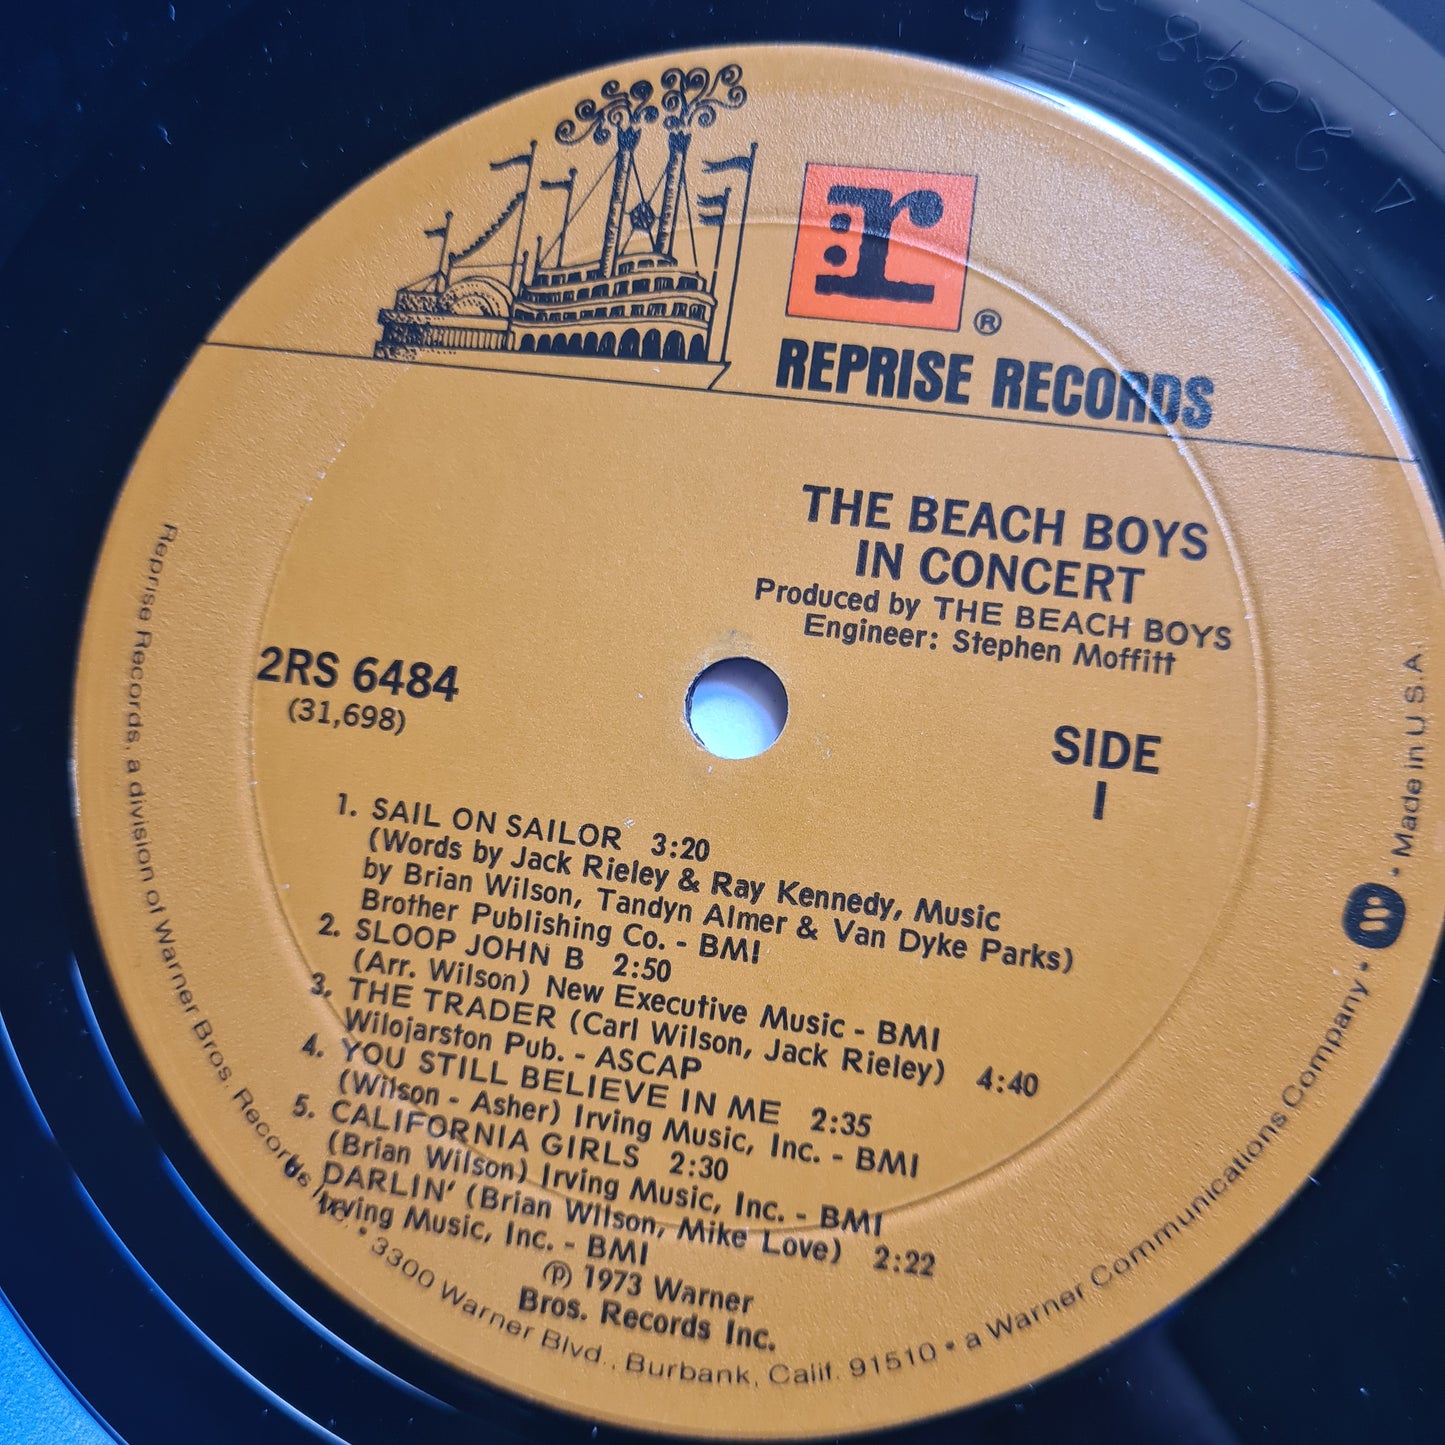 r
®
REPRISE RECORDS
THE BEACH BOYS
IN CONCERT
Produced by THE BEACH BOYS
Engineer: Stephen Moffitt
2RS 6484
(31,698)
SIDE
1
1. SAIL ON SAILOR 3:20
(Words by Jack Rieley & Ray Kennedy, Music
by Brian Wilson, Tandyn Almer & Van Dyke Parks)
Brother Publishing Co. - BMI
2. SLOOP JOHN B 2:50
(Arr. Wilson) New Executive Music - BMI
3. THE TRADER (Carl Wilson, Jack Rieley) 4:40
Wilojarston Pub. - ASCAP
4. YOU STILL BELIEVE IN ME 2:35
(Wilson - Asher) Irving Music, Inc. - BMI
5. CALIFORNIA GIRLS 2:30
(Brian Wilson) Irving Music, Inc. - BMI
6. DARLIN' (Brian Wilson, Mike Love) 2:22
Irving Music, Inc. - BMI
℗ 1973 Warner
Bros. Records Inc.
Reprise Records, a division of Warner Bros. Records Inc. • 3300 Warner Blvd., Burbank, Calif. 91510 • a Warner Communications Company • W • Made in U.S.A.